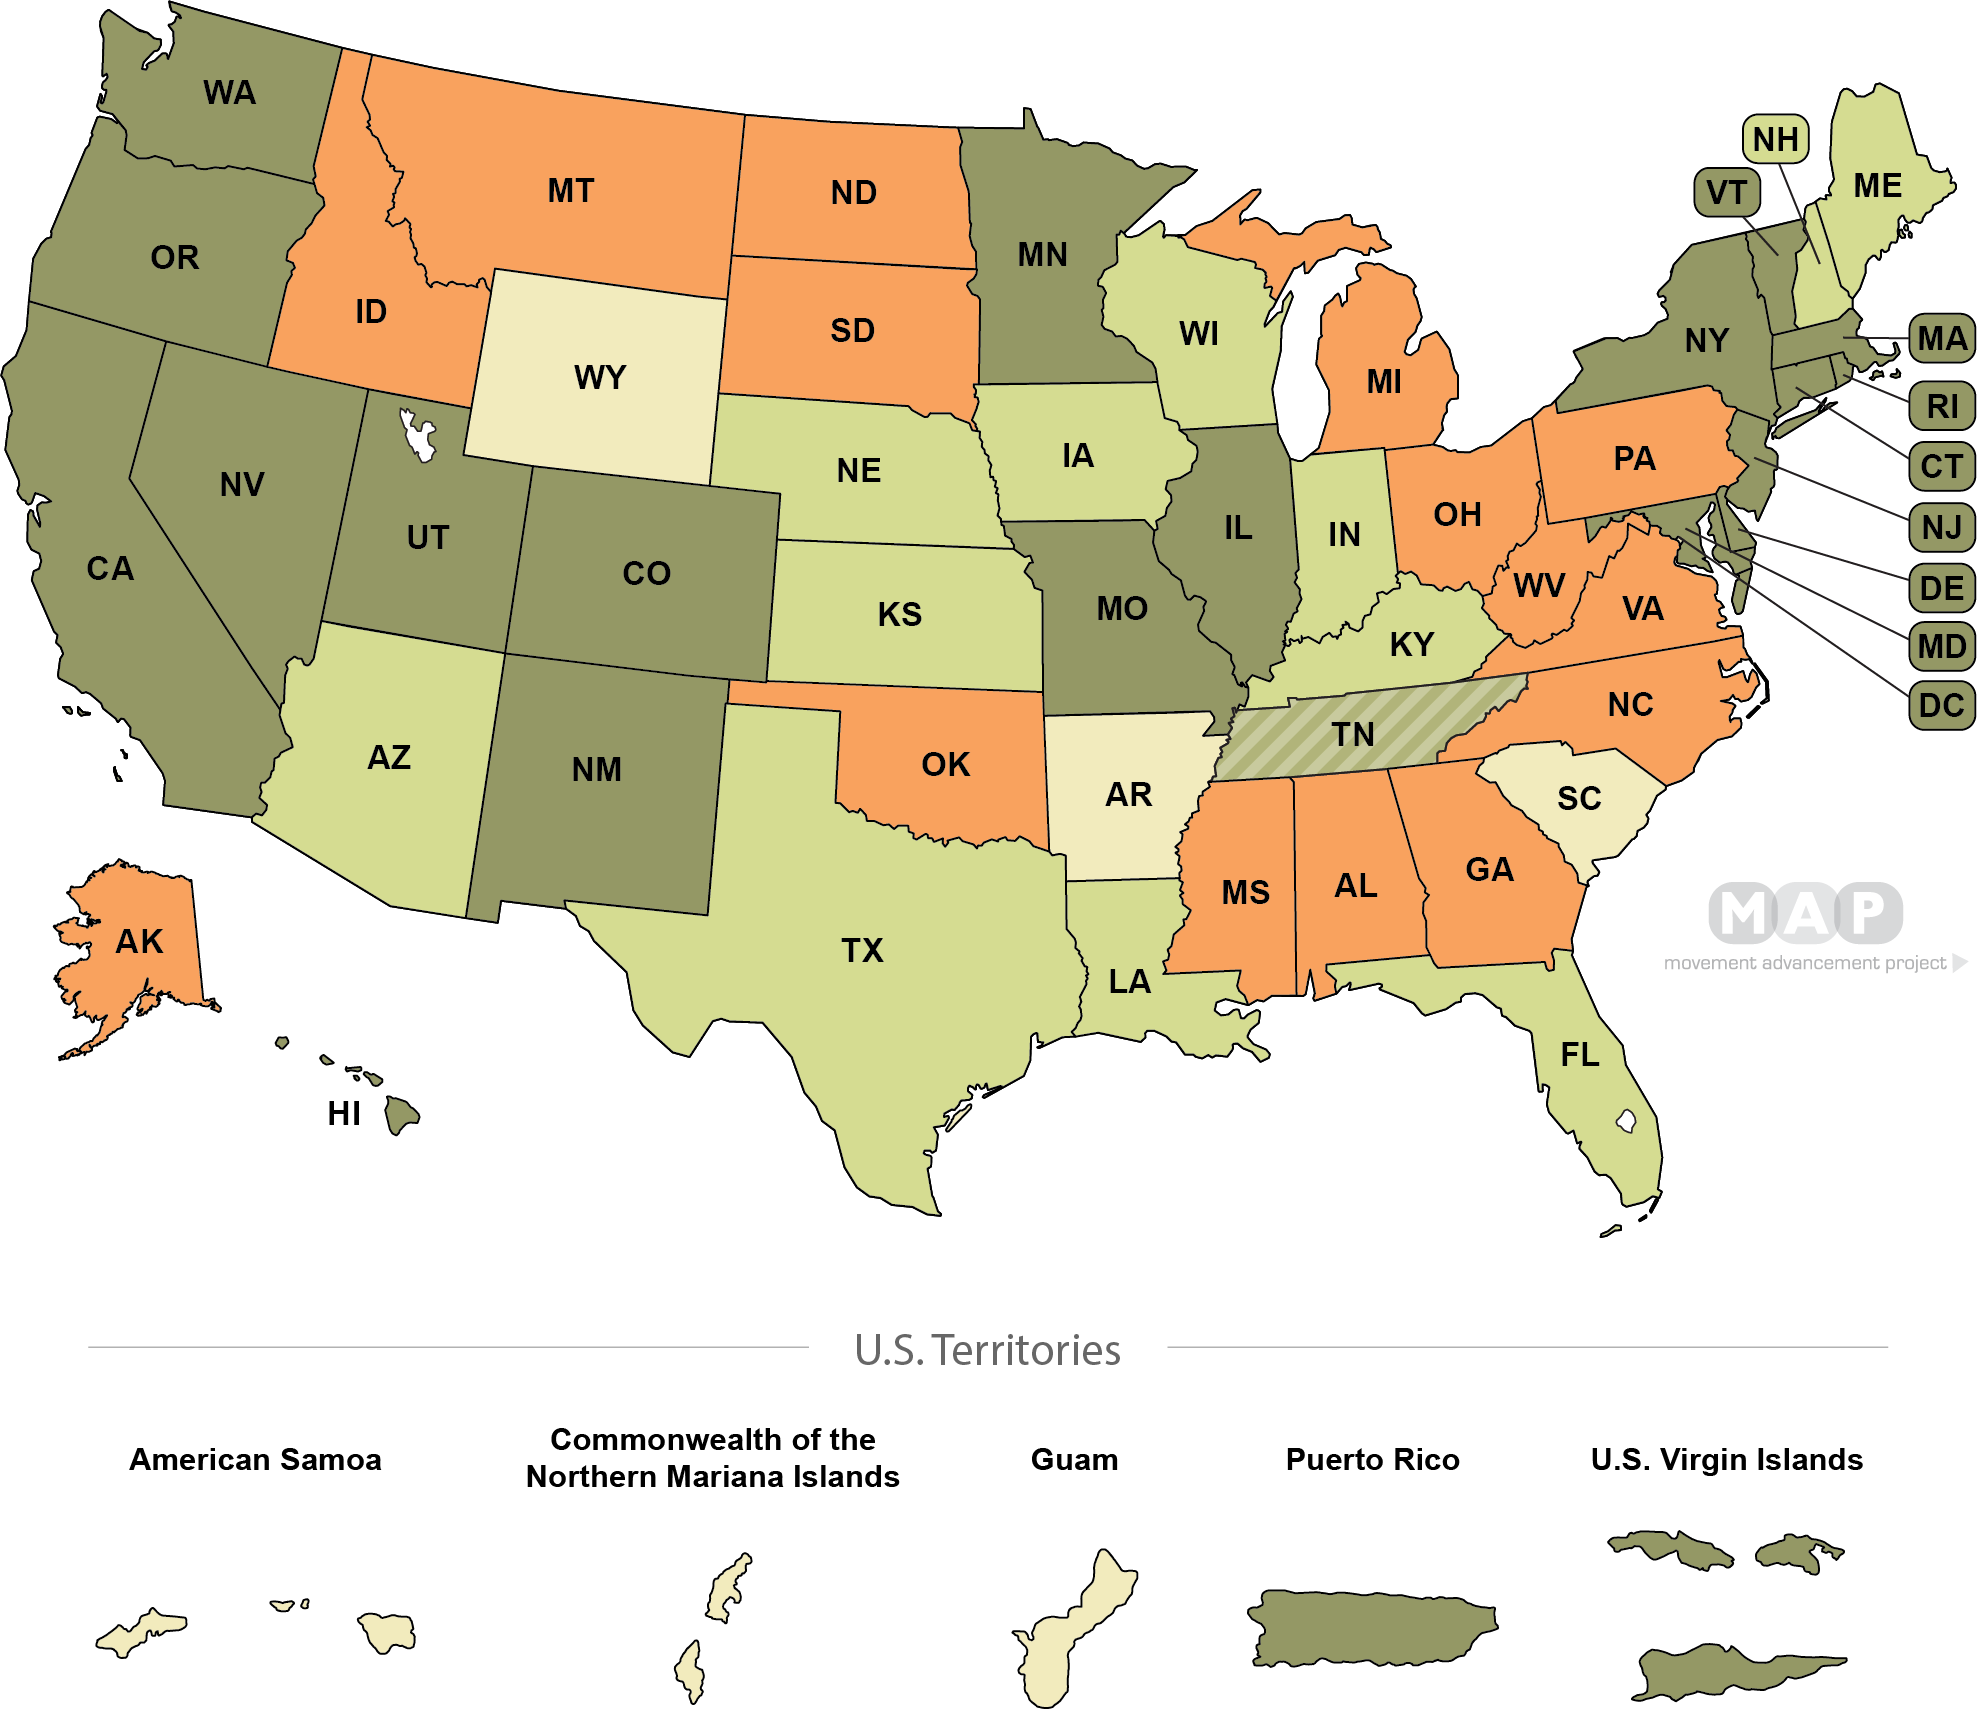 WA
MT
ND
MN
NH
VT
ME
OR
ID
SD
WI
MI
NY
MA
WY
RI
NV
NE
IA
PA
CT
UT
IL
IN
OH
NJ
CA
CO
KS
MO
WV
VA
DE
KY
MD
AZ
NM
OK
TN
NC
DC
AR
SC
AK
TX
MS
AL
GA
MAP
movement advancement project
LA
HI
FL
U.S. Territories
American Samoa
Commonwealth of the
Northern Mariana Islands
Guam
Puerto Rico
U.S. Virgin Islands